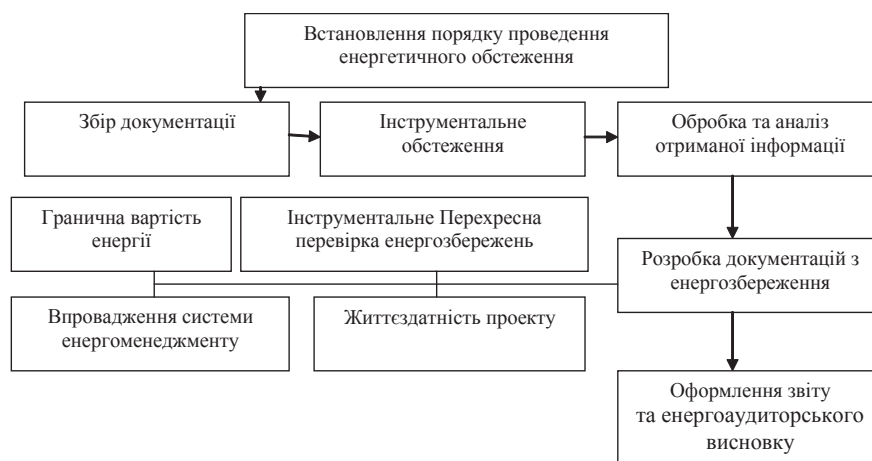 Встановлення порядку проведення
енергетичного обстеження
Збір документації
Інструментальне
обстеження
Обробка та аналіз
отриманої інформації
Гранична вартість
енергії
Інструментальне Перехресна
перевірка енергозбережень
Розробка документацій з
енергозбереження
Впровадження системи
енергоменеджменту
Життєздатність проекту
Оформлення звіту
та енергоаудиторського
висновку